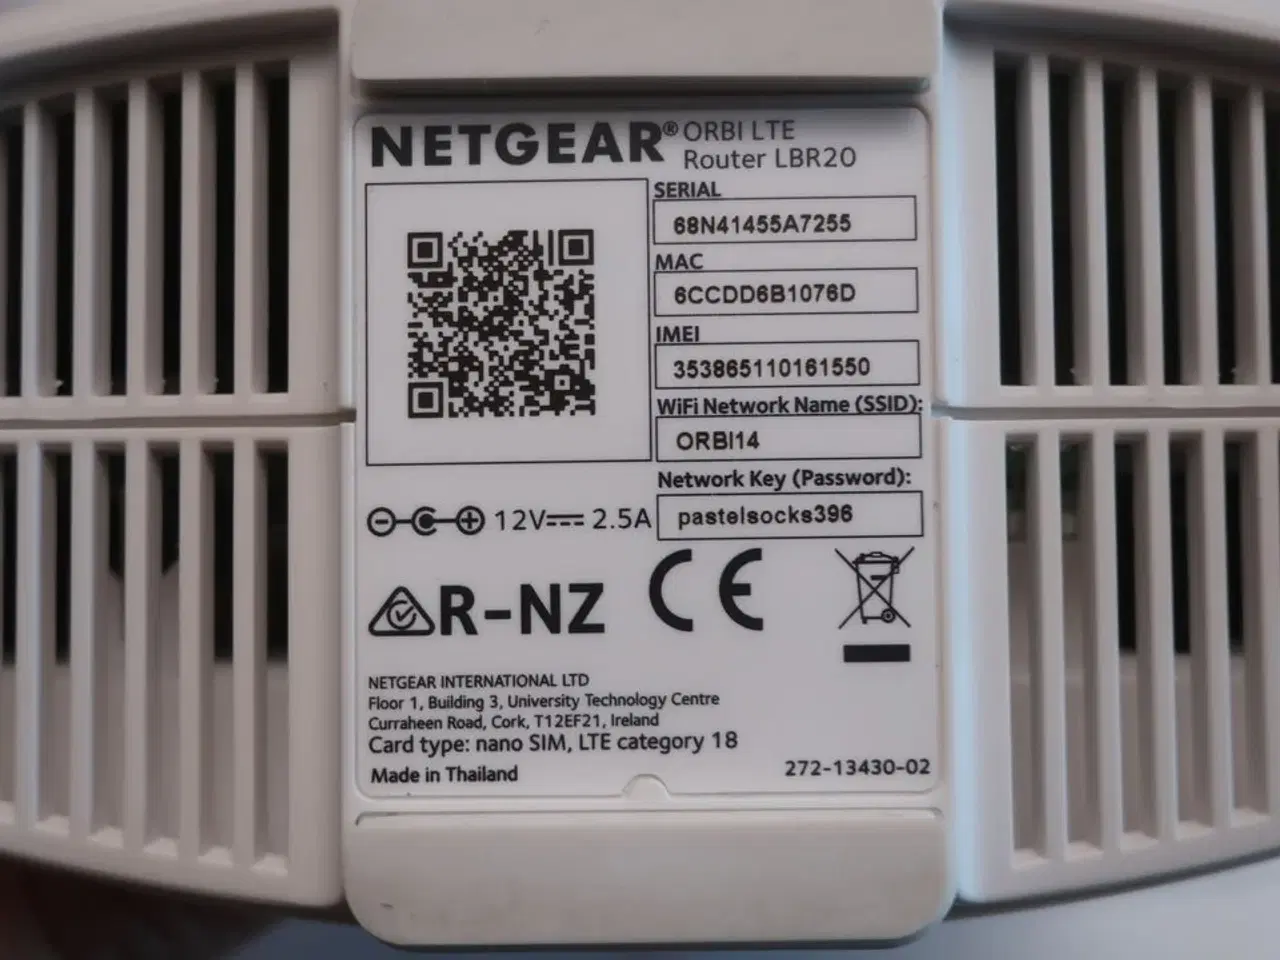 NETGEAR® ORBI LTE
Router LBR20
SERIAL
68N41455A7255
MAC
6CCDD6B1076D
IMEI
353865110161550
WiFi Network Name (SSID):
ORBI14
Network Key (Password):
pastelsocks396
12V⎓ 2.5A
R-NZ
CE
NETGEAR INTERNATIONAL LTD
Floor 1, Building 3, University Technology Centre
Curraheen Road, Cork, T12EF21, Ireland
Card type: nano SIM, LTE category 18
Made in Thailand
272-13430-02